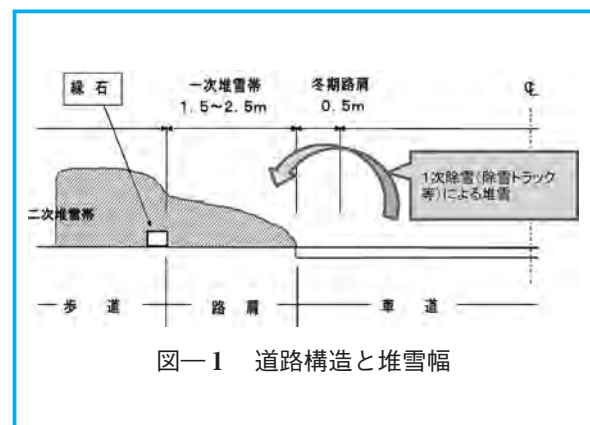 縁石
一次堆雪帯
1.5~2.5m
冬期路肩
0.5m
℄
1次除雪(除雪トラック
等)による堆雪
二次堆雪帯
歩道
路肩
車道
図―1 道路構造と堆雪幅